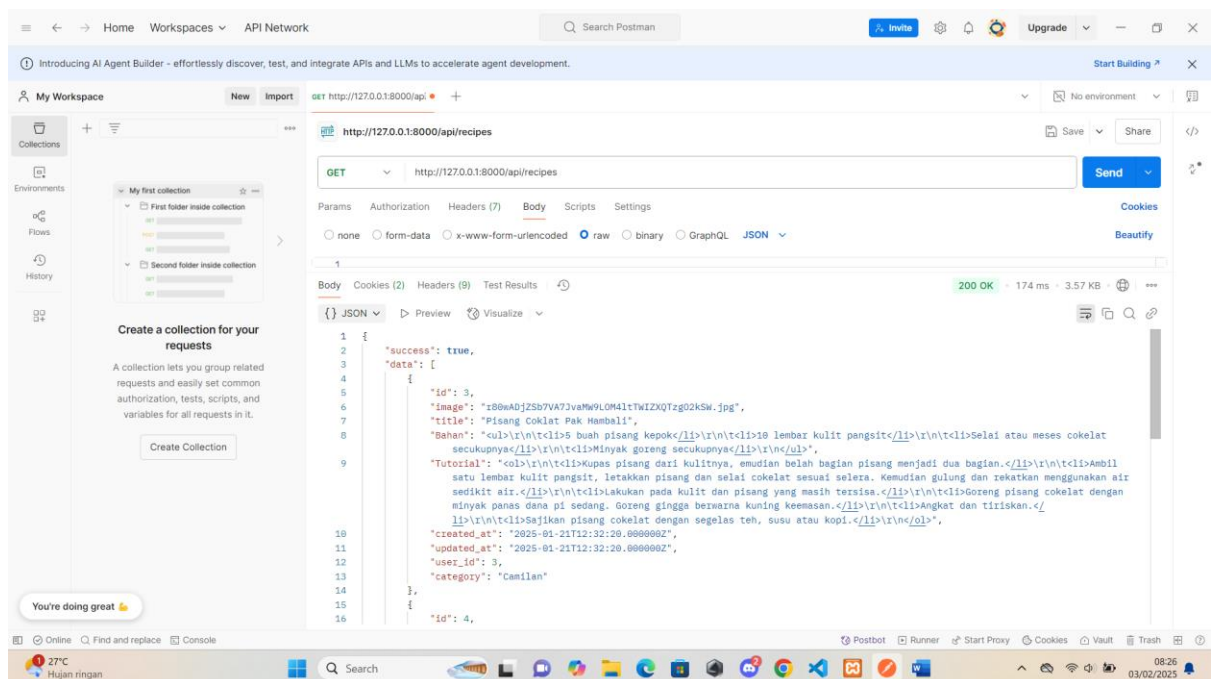 Home Workspaces API Network Search Postman Invite Upgrade
Introducing AI Agent Builder - effortlessly discover, test, and integrate APIs and LLMs to accelerate agent development. Start Building
My Workspace New Import GET http://127.0.0.1:8000/api No environment
Collections
Environments
Flows
History
My first collection
First folder inside collection
GET
POST
GET
Second folder inside collection
GET
GET
Create a collection for your
requests
A collection lets you group related
requests and easily set common
authorization, tests, scripts, and
variables for all requests in it.
Create Collection
You're doing great
HTTP http://127.0.0.1:8000/api/recipes Save Share
GET http://127.0.0.1:8000/api/recipes Send
Params Authorization Headers (7) Body Scripts Settings Cookies
none form-data x-www-form-urlencoded raw binary GraphQL JSON Beautify
1
Body Cookies (2) Headers (9) Test Results 200 OK 174 ms 3.57 KB
{} JSON Preview Visualize
1 {
2 "success": true,
3 "data": [
4 {
5 "id": 3,
6 "image": "r80wADjZSb7VA7JvaMW9LOM4ltTWIZXQTzgO2kSW.jpg",
7 "title": "Pisang Coklat Pak Hambali",
8 "Bahan": "<ul>\r\n\t<li>5 buah pisang kepok</li>\r\n\t<li>10 lembar kulit pangsit</li>\r\n\t<li>Selai atau meses cokelat
secukupnya</li>\r\n\t<li>Minyak goreng secukupnya</li>\r\n</ul>",
9 "Tutorial": "<ol>\r\n\t<li>Kupas pisang dari kulitnya, emudian belah bagian pisang menjadi dua bagian.</li>\r\n\t<li>Ambil
satu lembar kulit pangsit, letakkan pisang dan selai cokelat sesuai selera. Kemudian gulung dan rekatkan menggunakan air
sedikit air.</li>\r\n\t<li>Lakukan pada kulit dan pisang yang masih tersisa.</li>\r\n\t<li>Goreng pisang cokelat dengan
minyak panas dana pi sedang. Goreng gingga berwarna kuning keemasan.</li>\r\n\t<li>Angkat dan tiriskan.</
li>\r\n\t<li>Sajikan pisang cokelat dengan segelas teh, susu atau kopi.</li>\r\n</ol>",
10 "created_at": "2025-01-21T12:32:20.000000Z",
11 "updated_at": "2025-01-21T12:32:20.000000Z",
12 "user_id": 3,
13 "category": "Camilan"
14 },
15 {
16 "id": 4,
Online Find and replace Console Postbot Runner Start Proxy Cookies Vault Trash
1 27°C
Hujan ringan
Search
08:26
03/02/2025